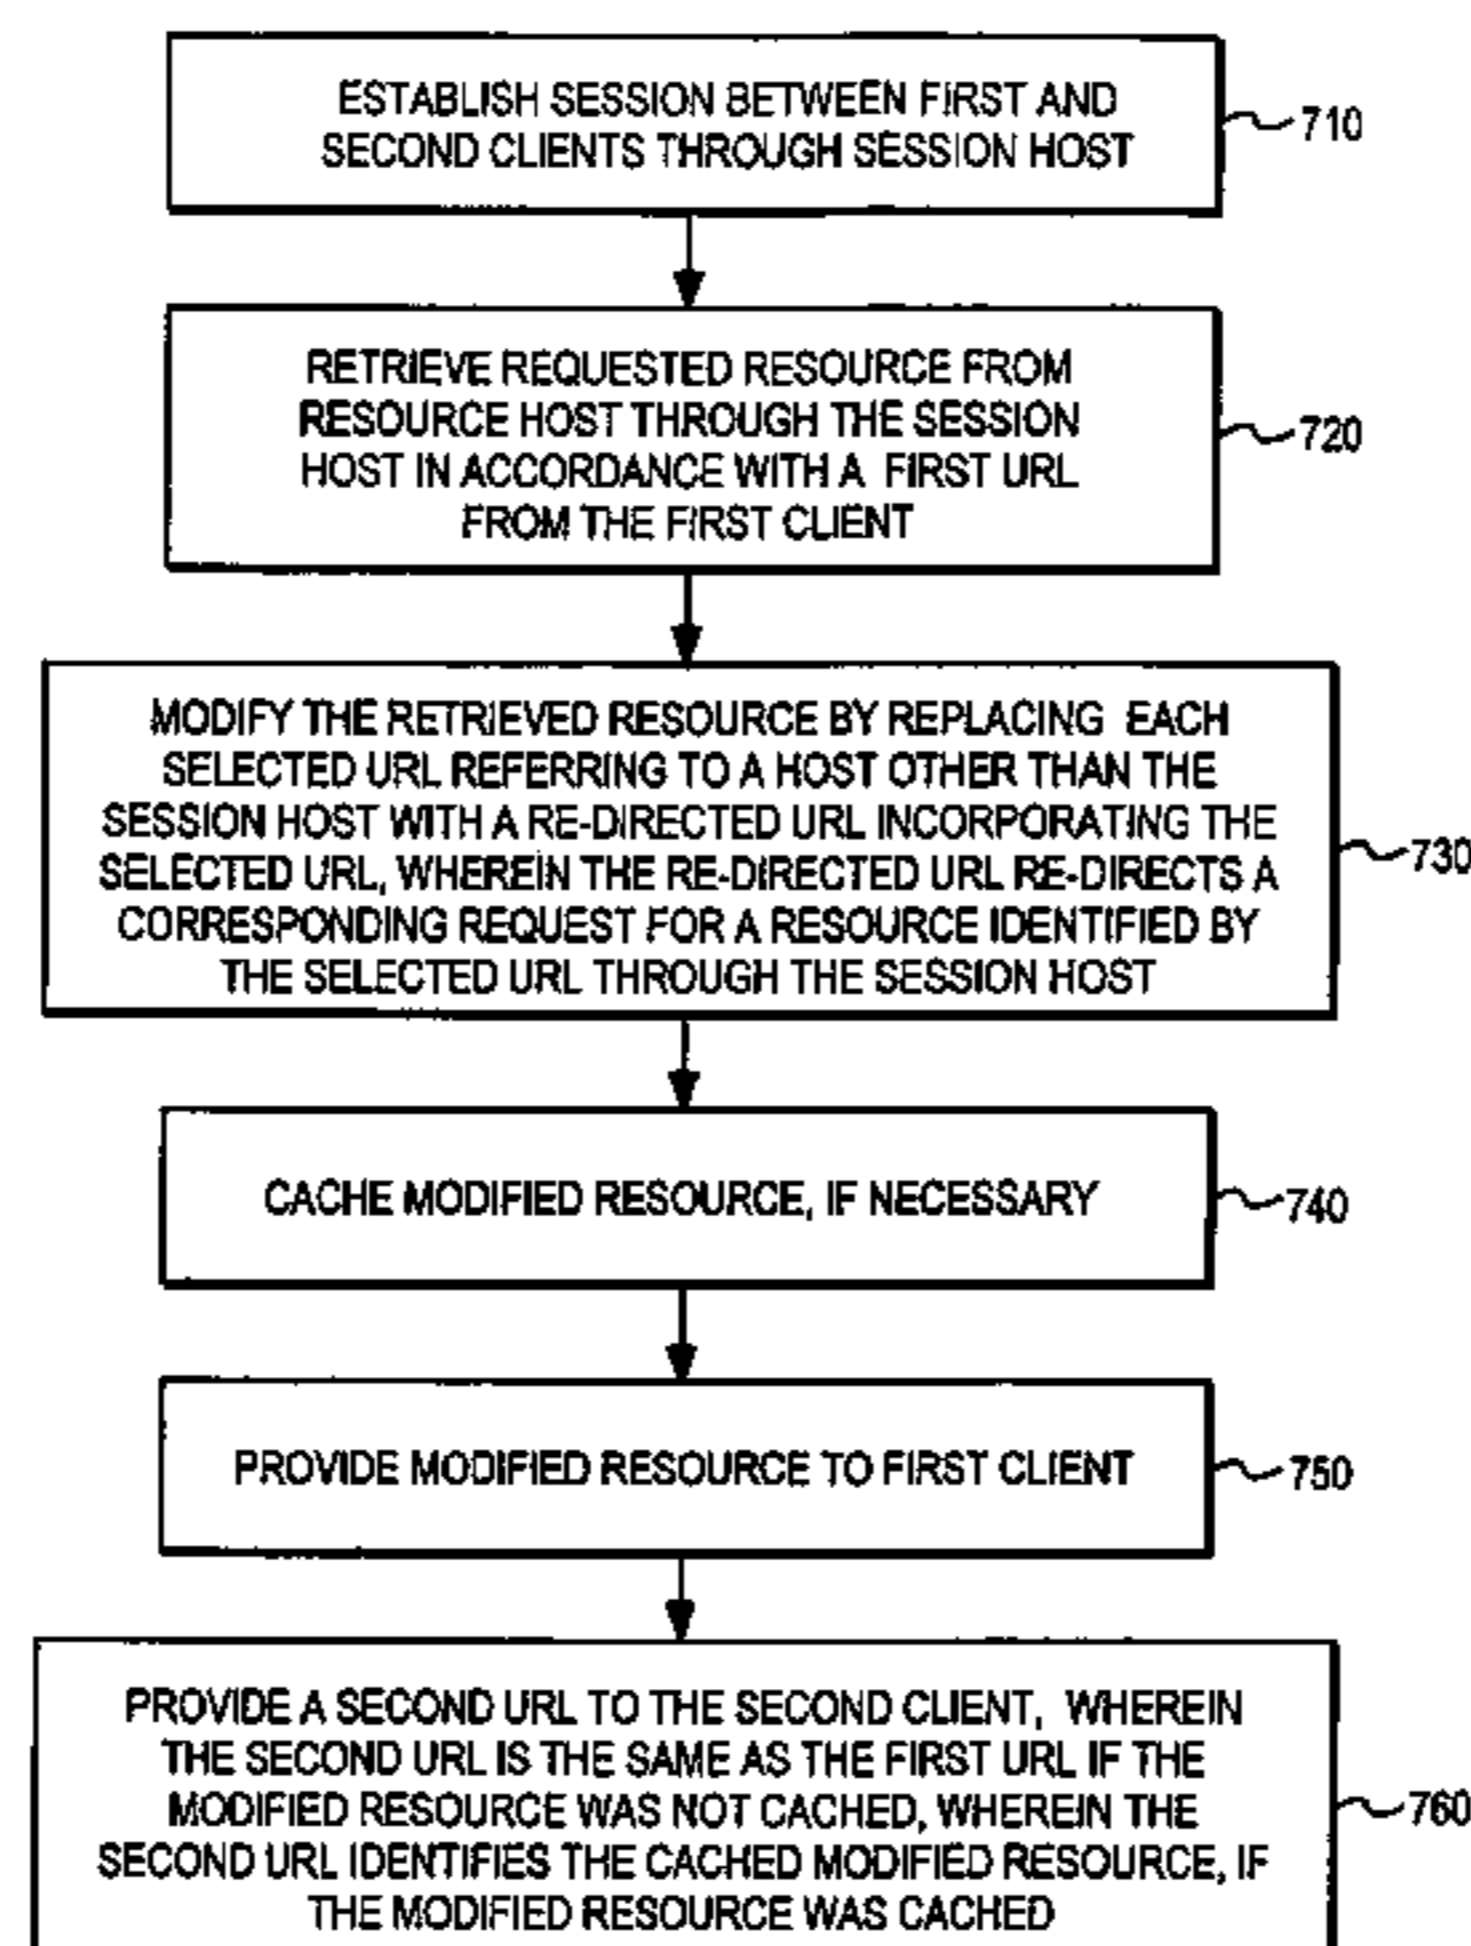 ESTABLISH SESSION BETWEEN FIRST AND
SECOND CLIENTS THROUGH SESSION HOST
710
RETRIEVE REQUESTED RESOURCE FROM
RESOURCE HOST THROUGH THE SESSION
HOST IN ACCORDANCE WITH A FIRST URL
FROM THE FIRST CLIENT
720
MODIFY THE RETRIEVED RESOURCE BY REPLACING EACH
SELECTED URL REFERRING TO A HOST OTHER THAN THE
SESSION HOST WITH A RE-DIRECTED URL INCORPORATING THE
SELECTED URL, WHEREIN THE RE-DIRECTED URL RE-DIRECTS A
CORRESPONDING REQUEST FOR A RESOURCE IDENTIFIED BY
THE SELECTED URL THROUGH THE SESSION HOST
730
CACHE MODIFIED RESOURCE, IF NECESSARY
740
PROVIDE MODIFIED RESOURCE TO FIRST CLIENT
750
PROVIDE A SECOND URL TO THE SECOND CLIENT, WHEREIN
THE SECOND URL IS THE SAME AS THE FIRST URL IF THE
MODIFIED RESOURCE WAS NOT CACHED, WHEREIN THE
SECOND URL IDENTIFIES THE CACHED MODIFIED RESOURCE, IF
THE MODIFIED RESOURCE WAS CACHED
760